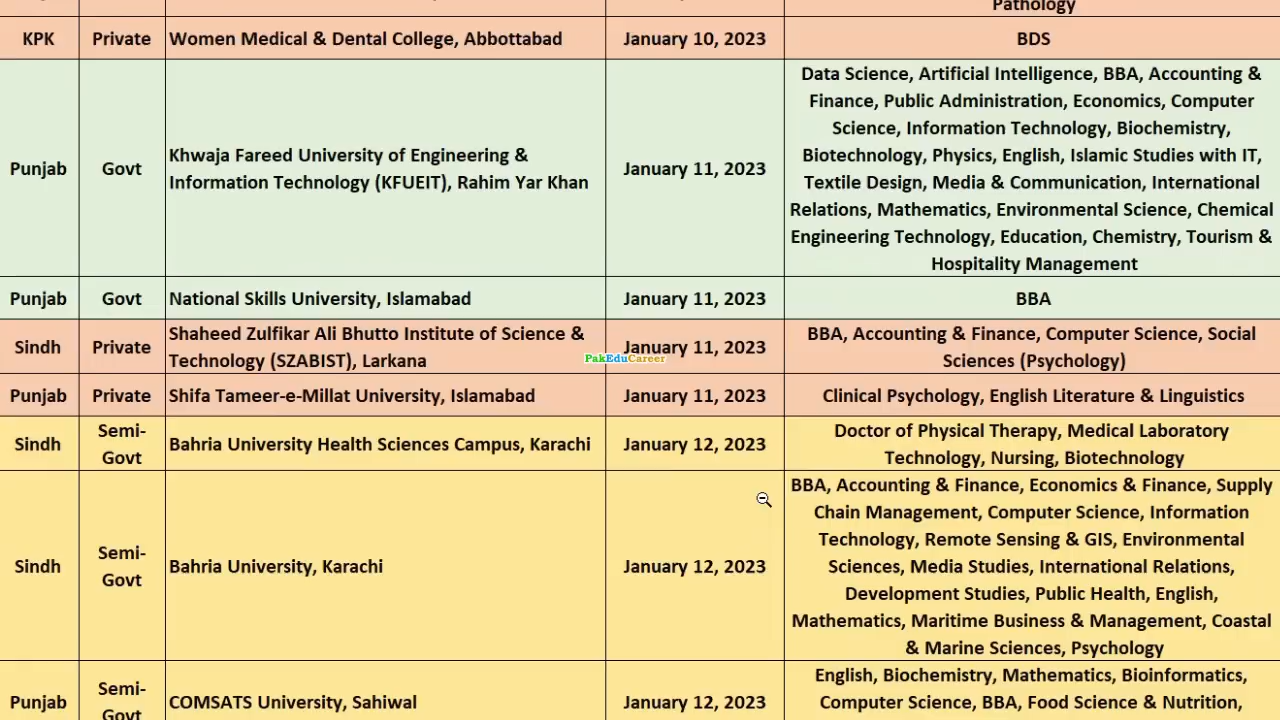 Pathology
KPK Private Women Medical & Dental College, Abbottabad January 10, 2023 BDS
Data Science, Artificial Intelligence, BBA, Accounting &
Finance, Public Administration, Economics, Computer
Science, Information Technology, Biochemistry,
Punjab Govt Khwaja Fareed University of Engineering &
Information Technology (KFUEIT), Rahim Yar Khan January 11, 2023 Biotechnology, Physics, English, Islamic Studies with IT,
Textile Design, Media & Communication, International
Relations, Mathematics, Environmental Science, Chemical
Engineering Technology, Education, Chemistry, Tourism &
Hospitality Management
Punjab Govt National Skills University, Islamabad January 11, 2023 BBA
Sindh Private Shaheed Zulfikar Ali Bhutto Institute of Science &
Technology (SZABIST), Larkana January 11, 2023 BBA, Accounting & Finance, Computer Science, Social
Sciences (Psychology)
PakEduCareer
Punjab Private Shifa Tameer-e-Millat University, Islamabad January 11, 2023 Clinical Psychology, English Literature & Linguistics
Sindh Semi-
Govt Bahria University Health Sciences Campus, Karachi January 12, 2023 Doctor of Physical Therapy, Medical Laboratory
Technology, Nursing, Biotechnology
Sindh Semi-
Govt Bahria University, Karachi January 12, 2023 BBA, Accounting & Finance, Economics & Finance, Supply
Chain Management, Computer Science, Information
Technology, Remote Sensing & GIS, Environmental
Sciences, Media Studies, International Relations,
Development Studies, Public Health, English,
Mathematics, Maritime Business & Management, Coastal
& Marine Sciences, Psychology
Punjab Semi-
Govt COMSATS University, Sahiwal January 12, 2023 English, Biochemistry, Mathematics, Bioinformatics,
Computer Science, BBA, Food Science & Nutrition,